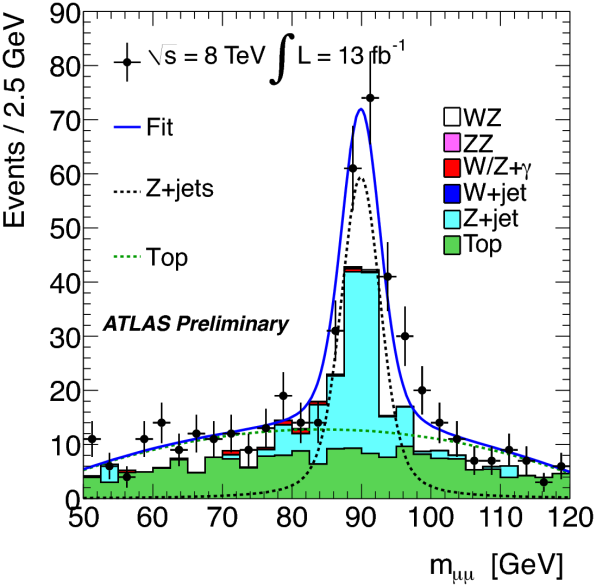 Events / 2.5 GeV
90
80
70
60
50
40
30
20
10
0
√s = 8 TeV ∫ L = 13 fb⁻¹
Fit
Z+jets
Top
ATLAS Preliminary
WZ
ZZ
W/Z+γ
W+jet
Z+jet
Top
50 60 70 80 90 100 110 120
mμμ [GeV]